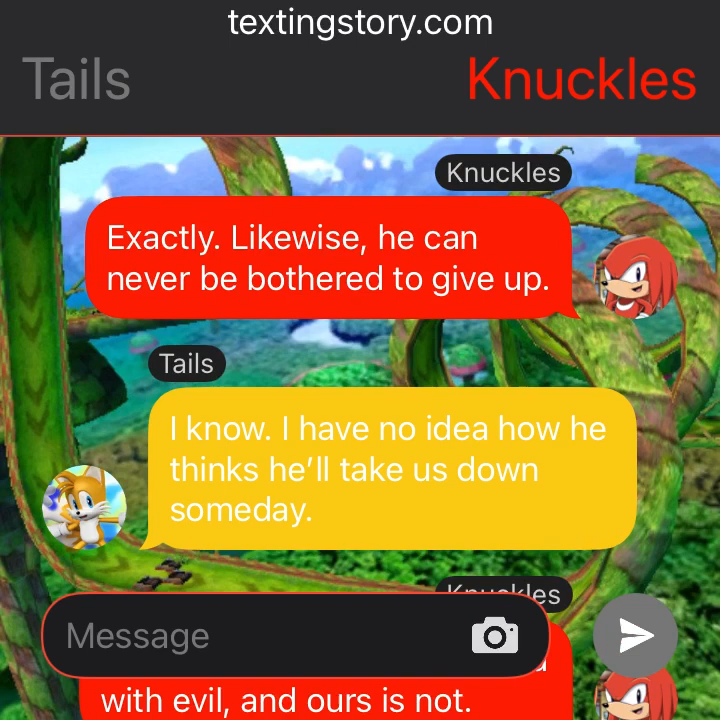 textingstory.com
Tails
Knuckles
Knuckles
Exactly. Likewise, he can
never be bothered to give up.
Tails
I know. I have no idea how he
thinks he’ll take us down
someday.
Knuckles
Message
with evil, and ours is not.